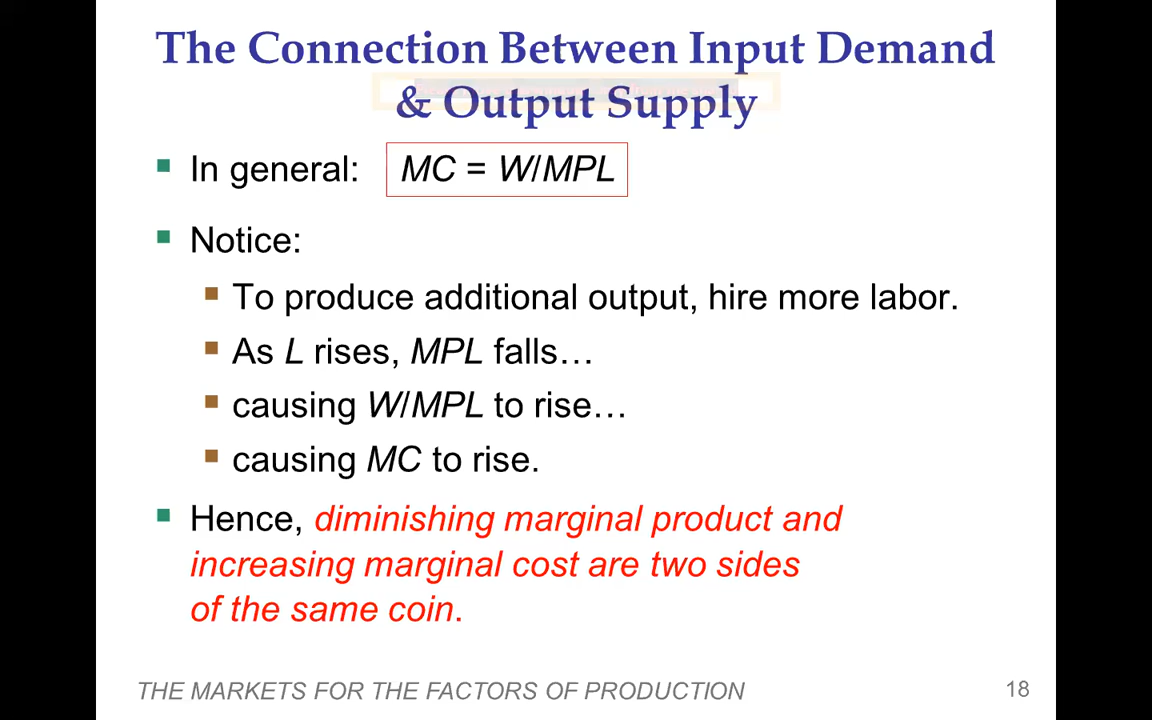 The Connection Between Input Demand
& Output Supply
In general: MC = W/MPL
Notice:
To produce additional output, hire more labor.
As L rises, MPL falls…
causing W/MPL to rise…
causing MC to rise.
Hence, diminishing marginal product and
increasing marginal cost are two sides
of the same coin.
THE MARKETS FOR THE FACTORS OF PRODUCTION 18